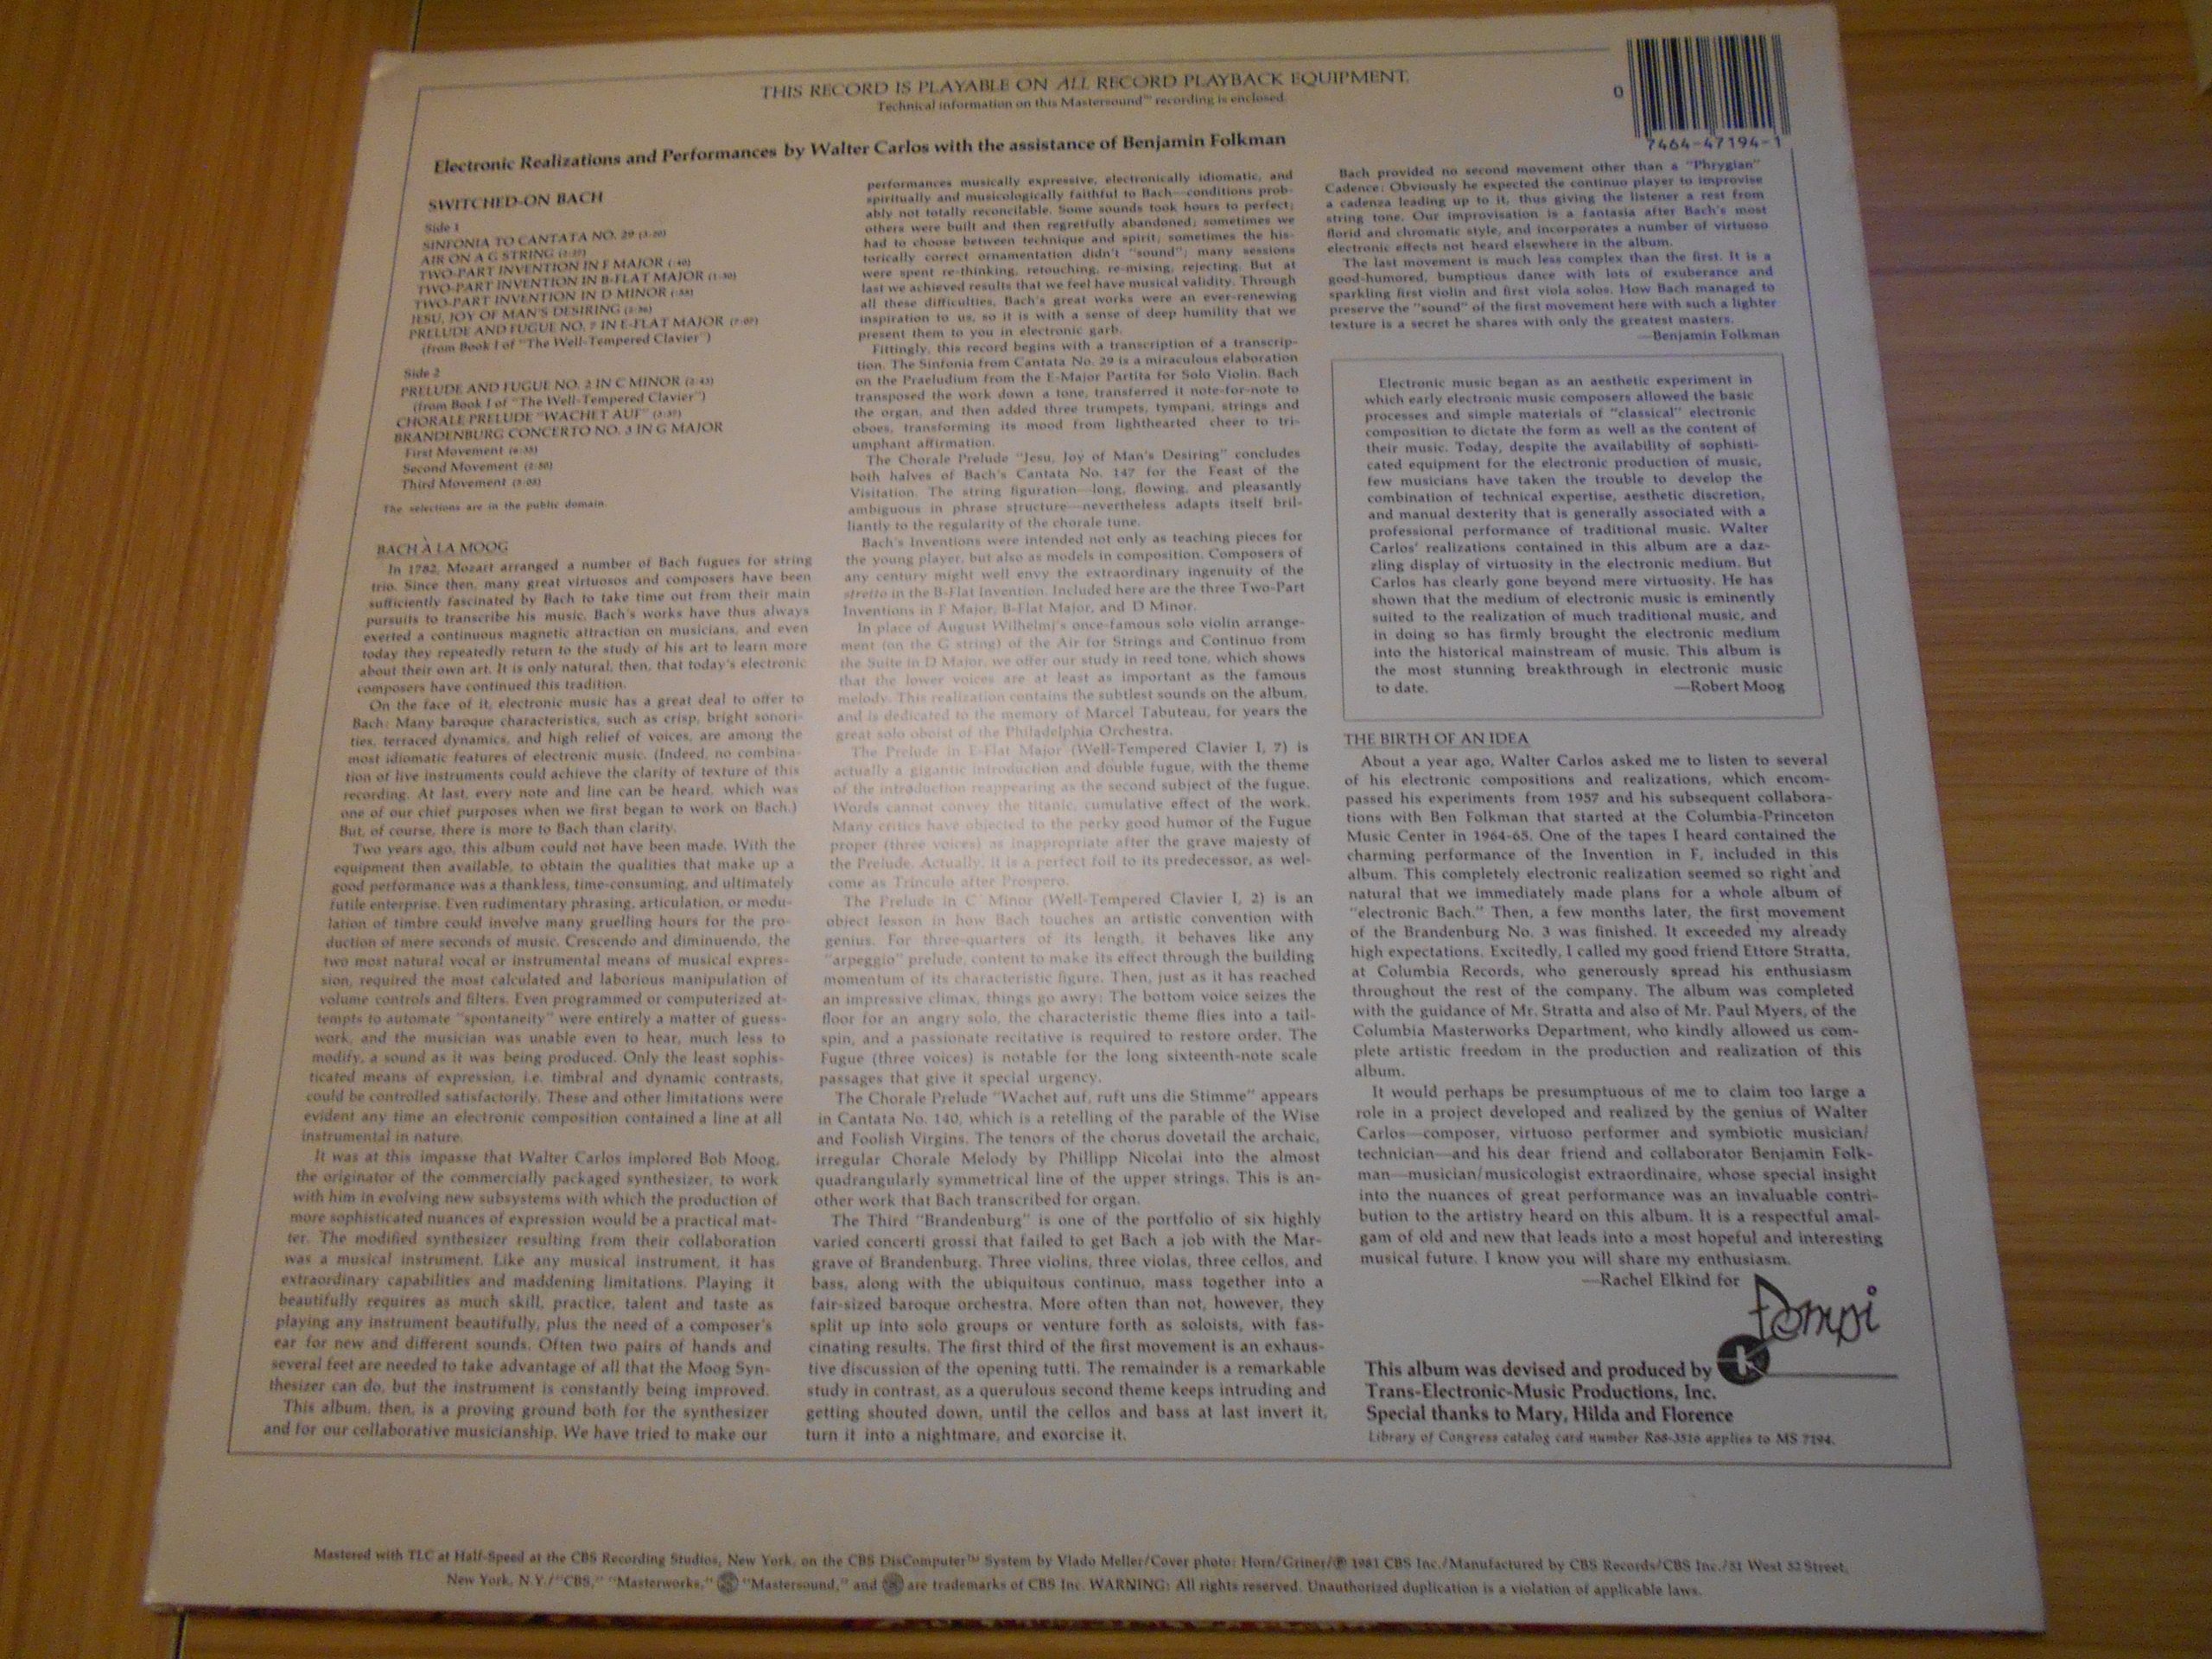 THIS RECORD IS PLAYABLE ON ALL RECORD PLAYBACK EQUIPMENT.
Technical information on this Mastersound™ recording is enclosed.
0
7464-47194-1
Electronic Realizations and Performances by Walter Carlos with the assistance of Benjamin Folkman
SWITCHED-ON BACH
Side 1
SINFONIA TO CANTATA NO. 29 (3:20)
AIR ON A G STRING (2:27)
TWO-PART INVENTION IN F MAJOR (:40)
TWO-PART INVENTION IN B-FLAT MAJOR (1:30)
TWO-PART INVENTION IN D MINOR (:55)
JESU, JOY OF MAN'S DESIRING (2:56)
PRELUDE AND FUGUE NO. 7 IN E-FLAT MAJOR (7:07)
(from Book I of "The Well-Tempered Clavier")
Side 2
PRELUDE AND FUGUE NO. 2 IN C MINOR (2:43)
(from Book I of "The Well-Tempered Clavier")
CHORALE PRELUDE "WACHET AUF" (3:37)
BRANDENBURG CONCERTO NO. 3 IN G MAJOR
First Movement (6:35)
Second Movement (2:50)
Third Movement (5:05)
The selections are in the public domain.
BACH À LA MOOG
In 1782, Mozart arranged a number of Bach fugues for string
trio. Since then, many great virtuosos and composers have been
sufficiently fascinated by Bach to take time out from their main
pursuits to transcribe his music. Bach's works have thus always
exerted a continuous magnetic attraction on musicians, and even
today they repeatedly return to the study of his art to learn more
about their own art. It is only natural, then, that today's electronic
composers have continued this tradition.
On the face of it, electronic music has a great deal to offer to
Bach: Many baroque characteristics, such as crisp, bright sonori-
ties, terraced dynamics, and high relief of voices, are among the
most idiomatic features of electronic music. (Indeed, no combina-
tion of live instruments could achieve the clarity of texture of this
recording. At last, every note and line can be heard, which was
one of our chief purposes when we first began to work on Bach.)
But, of course, there is more to Bach than clarity.
Two years ago, this album could not have been made. With the
equipment then available, to obtain the qualities that make up a
good performance was a thankless, time-consuming, and ultimately
futile enterprise. Even rudimentary phrasing, articulation, or modu-
lation of timbre could involve many gruelling hours for the pro-
duction of mere seconds of music. Crescendo and diminuendo, the
two most natural vocal or instrumental means of musical expres-
sion, required the most calculated and laborious manipulation of
volume controls and filters. Even programmed or computerized at-
tempts to automate "spontaneity" were entirely a matter of guess-
work, and the musician was unable even to hear, much less to
modify, a sound as it was being produced. Only the least sophis-
ticated means of expression, i.e. timbral and dynamic contrasts,
could be controlled satisfactorily. These and other limitations were
evident any time an electronic composition contained a line at all
instrumental in nature.
It was at this impasse that Walter Carlos implored Bob Moog,
the originator of the commercially packaged synthesizer, to work
with him in evolving new subsystems with which the production of
more sophisticated nuances of expression would be a practical mat-
ter. The modified synthesizer resulting from their collaboration
was a musical instrument. Like any musical instrument, it has
extraordinary capabilities and maddening limitations. Playing it
beautifully requires as much skill, practice, talent and taste as
playing any instrument beautifully, plus the need of a composer's
ear for new and different sounds. Often two pairs of hands and
several feet are needed to take advantage of all that the Moog Syn-
thesizer can do, but the instrument is constantly being improved.
This album, then, is a proving ground both for the synthesizer
and for our collaborative musicianship. We have tried to make our
performances musically expressive, electronically idiomatic, and
spiritually and musicologically faithful to Bach—conditions prob-
ably not totally reconcilable. Some sounds took hours to perfect;
others were built and then regretfully abandoned; sometimes we
had to choose between technique and spirit; sometimes the his-
torically correct ornamentation didn't "sound"; many sessions
were spent re-thinking, retouching, re-mixing, rejecting. But at
last we achieved results that we feel have musical validity. Through
all these difficulties, Bach's great works were an ever-renewing
inspiration to us, so it is with a sense of deep humility that we
present them to you in electronic garb.
Fittingly, this record begins with a transcription of a transcrip-
tion. The Sinfonia from Cantata No. 29 is a miraculous elaboration
on the Praeludium from the E-Major Partita for Solo Violin. Bach
transposed the work down a tone, transferred it note-for-note to
the organ, and then added three trumpets, tympani, strings and
oboes, transforming its mood from lighthearted cheer to tri-
umphant affirmation.
The Chorale Prelude "Jesu, Joy of Man's Desiring" concludes
both halves of Bach's Cantata No. 147 for the Feast of the
Visitation. The string figuration—long, flowing, and pleasantly
ambiguous in phrase structure—nevertheless adapts itself bril-
liantly to the regularity of the chorale tune.
Bach's Inventions were intended not only as teaching pieces for
the young player, but also as models in composition. Composers of
any century might well envy the extraordinary ingenuity of the
stretto in the B-Flat Invention. Included here are the three Two-Part
Inventions in F Major, B-Flat Major, and D Minor.
In place of August Wilhelmj's once-famous solo violin arrange-
ment (on the G string) of the Air for Strings and Continuo from
the Suite in D Major, we offer our study in reed tone, which shows
that the lower voices are at least as important as the famous
melody. This realization contains the subtlest sounds on the album,
and is dedicated to the memory of Marcel Tabuteau, for years the
great solo oboist of the Philadelphia Orchestra.
The Prelude in E-Flat Major (Well-Tempered Clavier I, 7) is
actually a gigantic introduction and double fugue, with the theme
of the introduction reappearing as the second subject of the fugue.
Words cannot convey the titanic, cumulative effect of the work.
Many critics have objected to the perky good humor of the Fugue
proper (three voices) as inappropriate after the grave majesty of
the Prelude. Actually, it is a perfect foil to its predecessor, as wel-
come as Trinculo after Prospero.
The Prelude in C Minor (Well-Tempered Clavier I, 2) is an
object lesson in how Bach touches an artistic convention with
genius. For three-quarters of its length, it behaves like any
"arpeggio" prelude, content to make its effect through the building
momentum of its characteristic figure. Then, just as it has reached
an impressive climax, things go awry: The bottom voice seizes the
floor for an angry solo, the characteristic theme flies into a tail-
spin, and a passionate recitative is required to restore order. The
Fugue (three voices) is notable for the long sixteenth-note scale
passages that give it special urgency.
The Chorale Prelude "Wachet auf, ruft uns die Stimme" appears
in Cantata No. 140, which is a retelling of the parable of the Wise
and Foolish Virgins. The tenors of the chorus dovetail the archaic,
irregular Chorale Melody by Phillipp Nicolai into the almost
quadrangularly symmetrical line of the upper strings. This is an-
other work that Bach transcribed for organ.
The Third "Brandenburg" is one of the portfolio of six highly
varied concerti grossi that failed to get Bach a job with the Mar-
grave of Brandenburg. Three violins, three violas, three cellos, and
bass, along with the ubiquitous continuo, mass together into a
fair-sized baroque orchestra. More often than not, however, they
split up into solo groups or venture forth as soloists, with fas-
cinating results. The first third of the first movement is an exhaus-
tive discussion of the opening tutti. The remainder is a remarkable
study in contrast, as a querulous second theme keeps intruding and
getting shouted down, until the cellos and bass at last invert it,
turn it into a nightmare, and exorcise it.
Bach provided no second movement other than a "Phrygian"
Cadence: Obviously he expected the continuo player to improvise
a cadenza leading up to it, thus giving the listener a rest from
string tone. Our improvisation is a fantasia after Bach's most
florid and chromatic style, and incorporates a number of virtuoso
electronic effects not heard elsewhere in the album.
The last movement is much less complex than the first. It is a
good-humored, bumptious dance with lots of exuberance and
sparkling first violin and first viola solos. How Bach managed to
preserve the "sound" of the first movement here with such a lighter
texture is a secret he shares with only the greatest masters.
—Benjamin Folkman
Electronic music began as an aesthetic experiment in
which early electronic music composers allowed the basic
processes and simple materials of "classical" electronic
composition to dictate the form as well as the content of
their music. Today, despite the availability of sophisti-
cated equipment for the electronic production of music,
few musicians have taken the trouble to develop the
combination of technical expertise, aesthetic discretion,
and manual dexterity that is generally associated with a
professional performance of traditional music. Walter
Carlos' realizations contained in this album are a daz-
zling display of virtuosity in the electronic medium. But
Carlos has clearly gone beyond mere virtuosity. He has
shown that the medium of electronic music is eminently
suited to the realization of much traditional music, and
in doing so has firmly brought the electronic medium
into the historical mainstream of music. This album is
the most stunning breakthrough in electronic music
to date. —Robert Moog
THE BIRTH OF AN IDEA
About a year ago, Walter Carlos asked me to listen to several
of his electronic compositions and realizations, which encom-
passed his experiments from 1957 and his subsequent collabora-
tions with Ben Folkman that started at the Columbia-Princeton
Music Center in 1964-65. One of the tapes I heard contained the
charming performance of the Invention in F, included in this
album. This completely electronic realization seemed so right and
natural that we immediately made plans for a whole album of
"electronic Bach." Then, a few months later, the first movement
of the Brandenburg No. 3 was finished. It exceeded my already
high expectations. Excitedly, I called my good friend Ettore Stratta,
at Columbia Records, who generously spread his enthusiasm
throughout the rest of the company. The album was completed
with the guidance of Mr. Stratta and also of Mr. Paul Myers, of the
Columbia Masterworks Department, who kindly allowed us com-
plete artistic freedom in the production and realization of this
album.
It would perhaps be presumptuous of me to claim too large a
role in a project developed and realized by the genius of Walter
Carlos—composer, virtuoso performer and symbiotic musician/
technician—and his dear friend and collaborator Benjamin Folk-
man—musician/musicologist extraordinaire, whose special insight
into the nuances of great performance was an invaluable contri-
bution to the artistry heard on this album. It is a respectful amal-
gam of old and new that leads into a most hopeful and interesting
musical future. I know you will share my enthusiasm.
—Rachel Elkind for
Tempi
This album was devised and produced by
Trans-Electronic-Music Productions, Inc.
Special thanks to Mary, Hilda and Florence
Library of Congress catalog card number R68-3516 applies to MS 7194.
Mastered with TLC at Half-Speed at the CBS Recording Studios, New York, on the CBS DisComputer™ System by Vlado Meller/Cover photo: Horn/Griner/℗ 1981 CBS Inc./Manufactured by CBS Records/CBS Inc./51 West 52 Street,
New York, N.Y./"CBS," "Masterworks," "Mastersound," and are trademarks of CBS Inc. WARNING: All rights reserved. Unauthorized duplication is a violation of applicable laws.